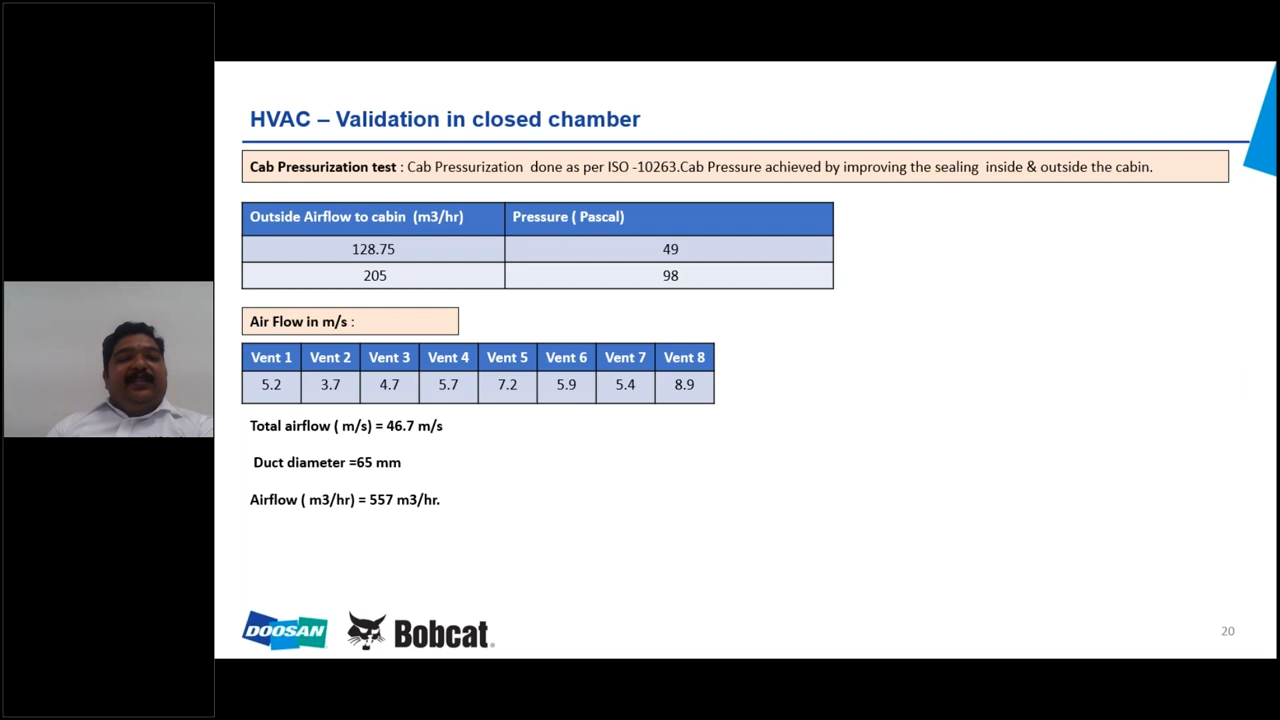 HVAC – Validation in closed chamber
Cab Pressurization test : Cab Pressurization done as per ISO -10263.Cab Pressure achieved by improving the sealing inside & outside the cabin.
Outside Airflow to cabin (m3/hr) Pressure ( Pascal)
128.75 49
205 98
Air Flow in m/s :
Vent 1 Vent 2 Vent 3 Vent 4 Vent 5 Vent 6 Vent 7 Vent 8
5.2 3.7 4.7 5.7 7.2 5.9 5.4 8.9
Total airflow ( m/s) = 46.7 m/s
Duct diameter =65 mm
Airflow ( m3/hr) = 557 m3/hr.
DOOSAN Bobcat.
20